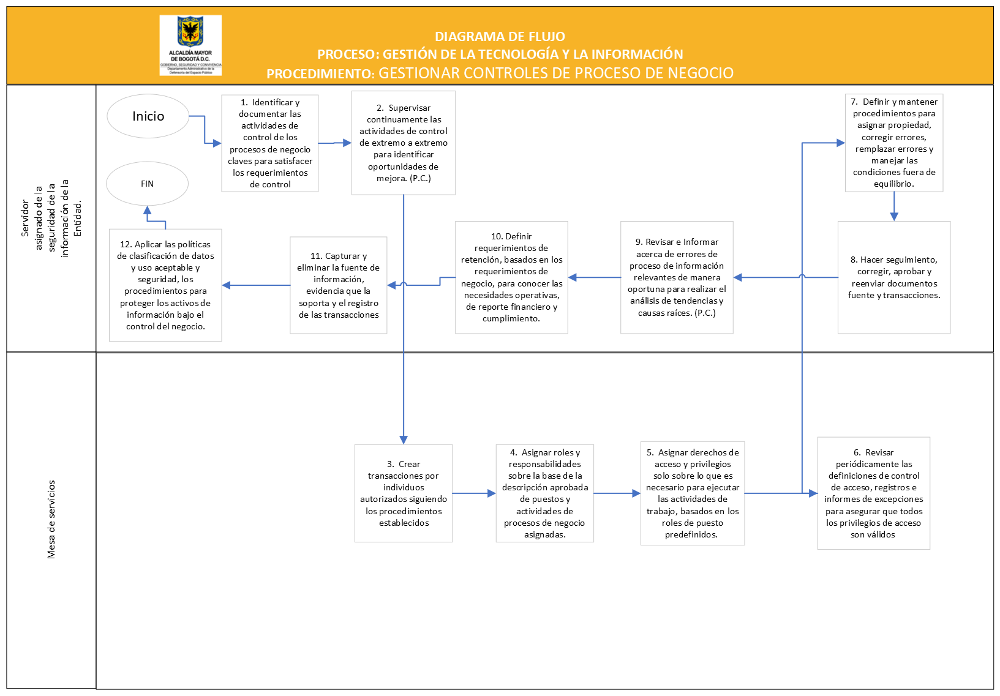 ALCALDÍA MAYOR
DE BOGOTÁ D.C.
GOBIERNO, SEGURIDAD Y CONVIVENCIA
Departamento Administrativo de la
Defensoría del Espacio Público
DIAGRAMA DE FLUJO
PROCESO: GESTIÓN DE LA TECNOLOGÍA Y LA INFORMACIÓN
PROCEDIMIENTO: GESTIONAR CONTROLES DE PROCESO DE NEGOCIO
Servidor
asignado de la
seguridad de la
información de la
Entidad.
Inicio
1. Identificar y
documentar las
actividades de
control de los
procesos de negocio
claves para satisfacer
los requerimientos
de control
2. Supervisar
continuamente las
actividades de control
de extremo a extremo
para identificar
oportunidades de
mejora. (P.C.)
7. Definir y mantener
procedimientos para
asignar propiedad,
corregir errores,
remplazar errores y
manejar las
condiciones fuera de
equilibrio.
FIN
12. Aplicar las políticas
de clasificación de datos
y uso aceptable y
seguridad, los
procedimientos para
proteger los activos de
información bajo el
control del negocio.
11. Capturar y
eliminar la fuente de
información,
evidencia que la
soporta y el registro
de las transacciones
10. Definir
requerimientos de
retención, basados en los
requerimientos de
negocio, para conocer las
necesidades operativas,
de reporte financiero y
cumplimiento.
9. Revisar e Informar
acerca de errores de
proceso de información
relevantes de manera
oportuna para realizar el
análisis de tendencias y
causas raíces. (P.C.)
8. Hacer seguimiento,
corregir, aprobar y
reenviar documentos
fuente y transacciones.
Mesa de servicios
3. Crear
transacciones por
individuos
autorizados siguiendo
los procedimientos
establecidos
4. Asignar roles y
responsabilidades
sobre la base de la
descripción aprobada
de puestos y
actividades de
procesos de negocio
asignadas.
5. Asignar derechos de
acceso y privilegios
solo sobre lo que es
necesario para ejecutar
las actividades de
trabajo, basados en los
roles de puesto
predefinidos.
6. Revisar
periódicamente las
definiciones de control
de acceso, registros e
informes de excepciones
para asegurar que todos
los privilegios de acceso
son válidos